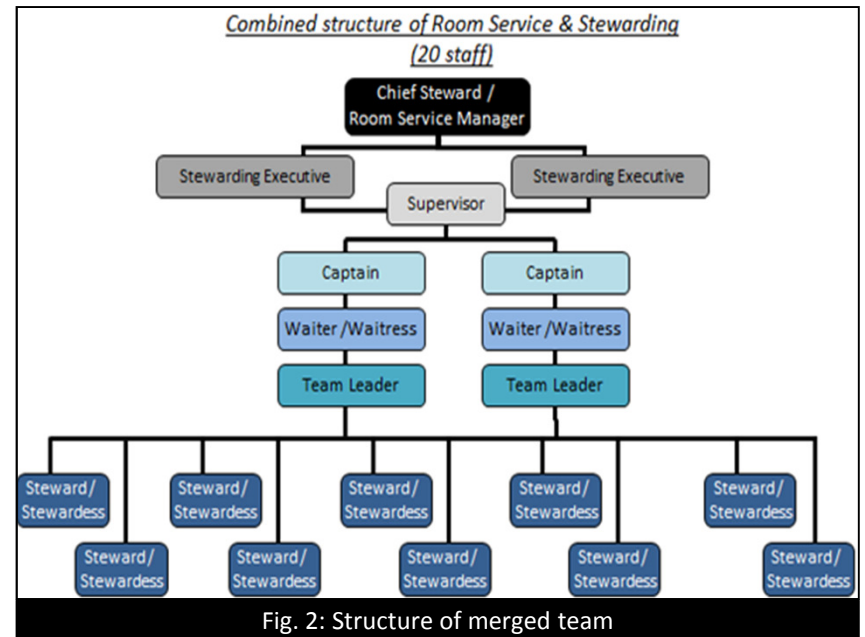 Combined structure of Room Service & Stewarding
(20 staff)
Chief Steward /
Room Service Manager
Stewarding Executive
Stewarding Executive
Supervisor
Captain
Captain
Waiter /Waitress
Waiter /Waitress
Team Leader
Team Leader
Steward/
Stewardess
Steward/
Stewardess
Steward/
Stewardess
Steward/
Stewardess
Steward/
Stewardess
Steward/
Stewardess
Steward/
Stewardess
Steward/
Stewardess
Steward/
Stewardess
Steward/
Stewardess
Fig. 2: Structure of merged team